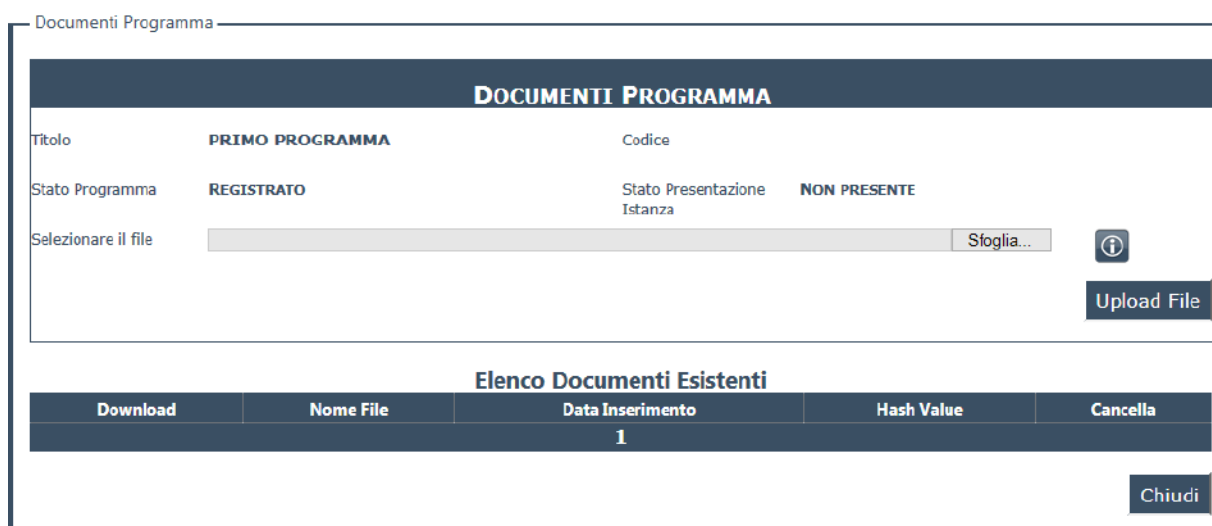 Documenti Programma
DOCUMENTI PROGRAMMA
Titolo PRIMO PROGRAMMA Codice
Stato Programma REGISTRATO Stato Presentazione Istanza NON PRESENTE
Selezionare il file Sfoglia...
Upload File
Elenco Documenti Esistenti
Download Nome File Data Inserimento Hash Value Cancella
1
Chiudi